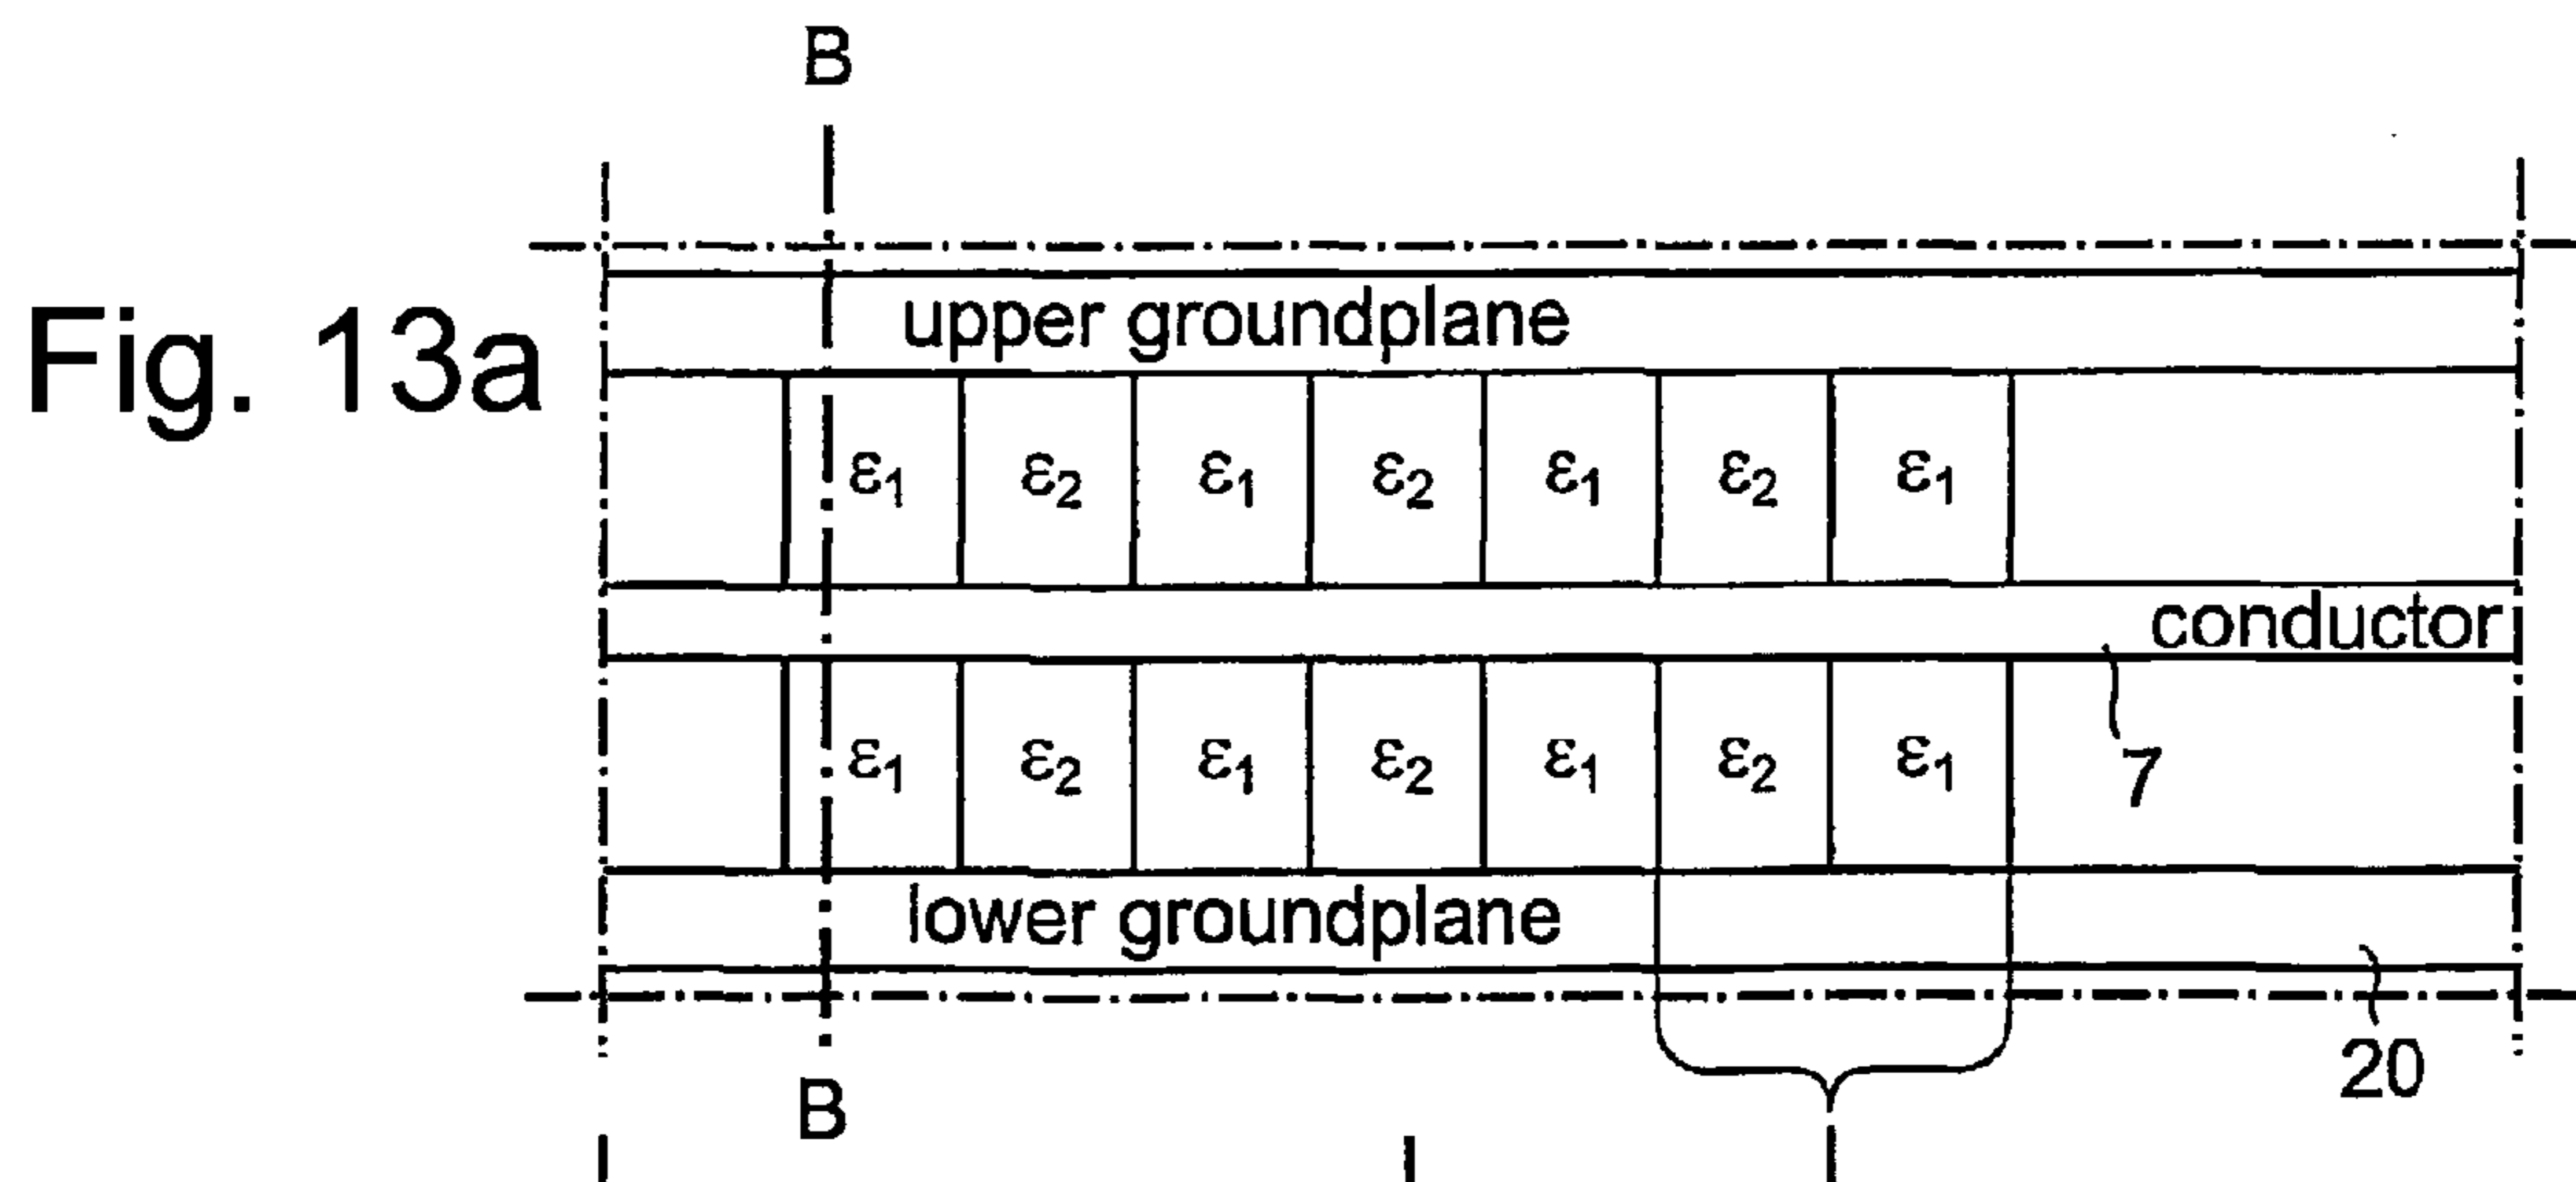 B
Fig. 13a
upper groundplane
ε1 ε2 ε1 ε2 ε1 ε2 ε1
conductor
ε1 ε2 ε1 ε2 ε1 ε2 ε1
7
lower groundplane
20
B